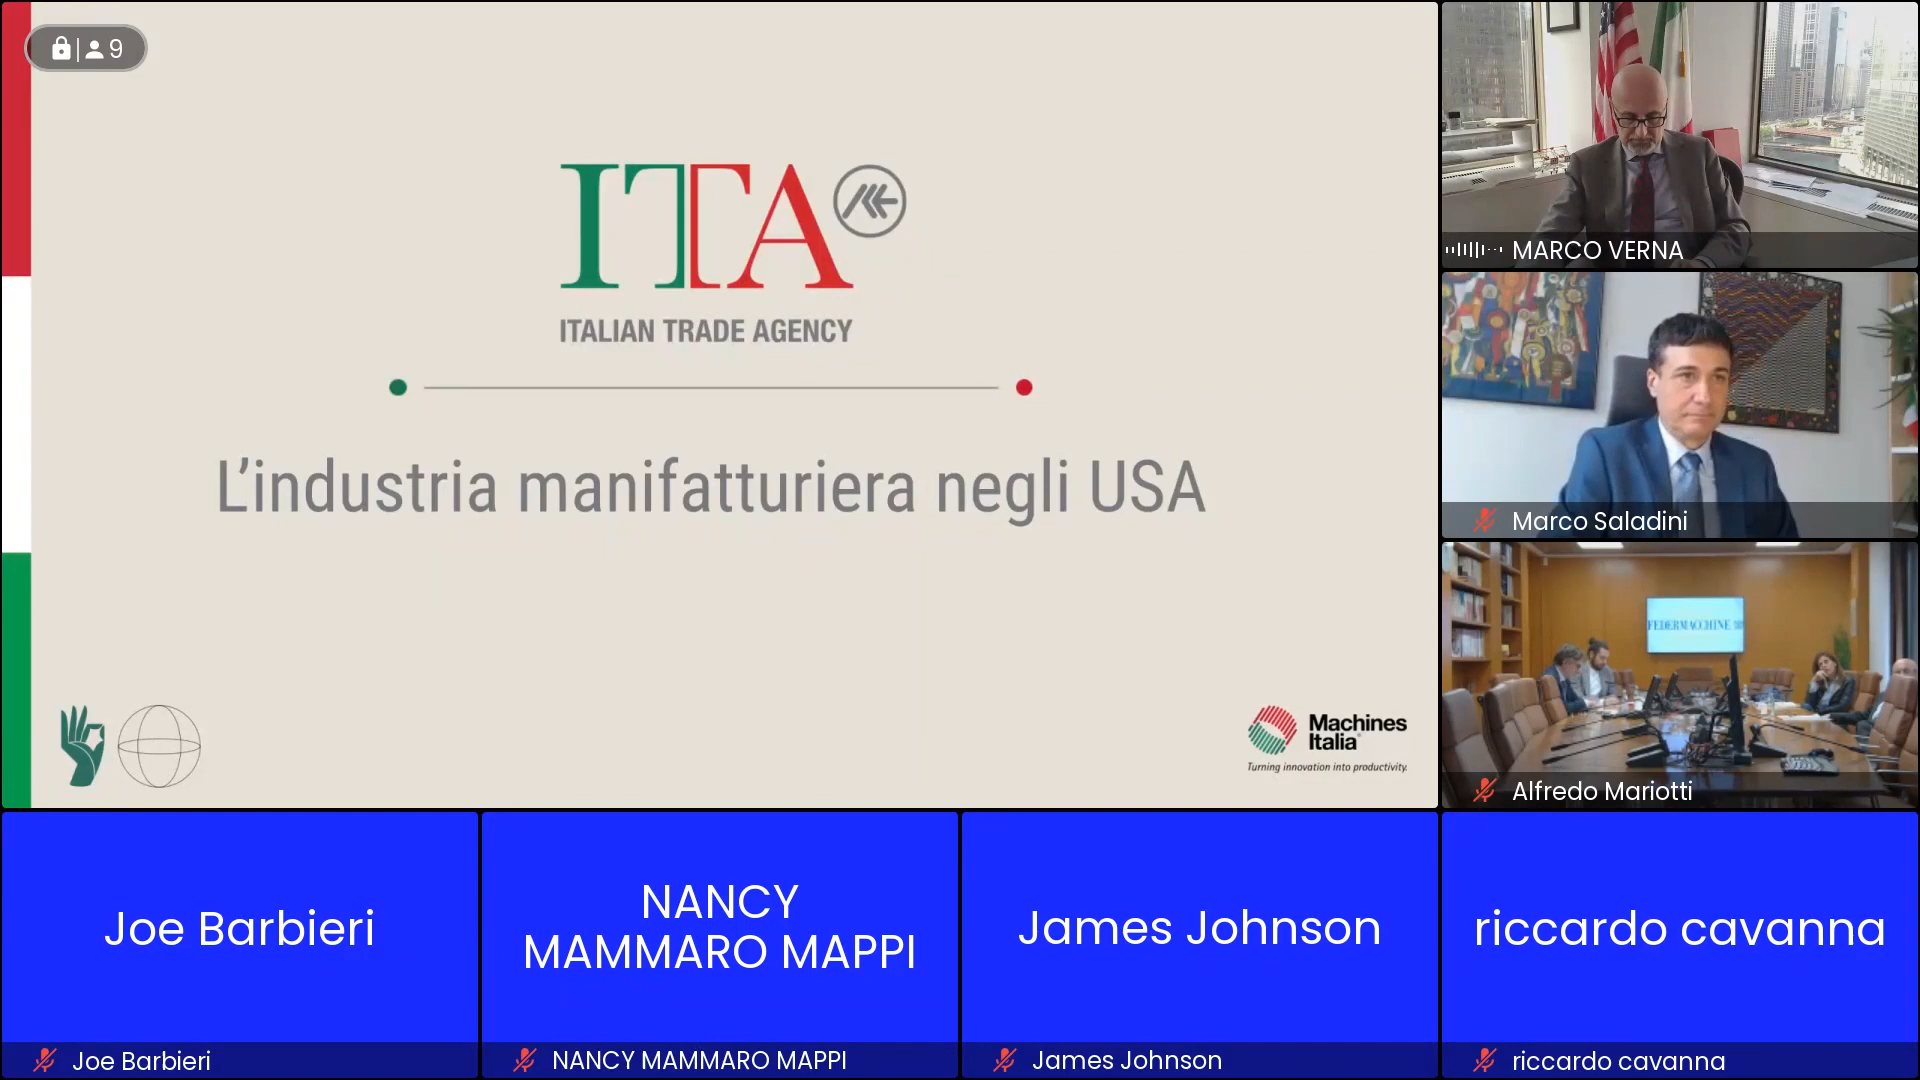 9
ITA
ITALIAN TRADE AGENCY
L'industria manifatturiera negli USA
Machines
Italia
Turning innovation into productivity.
MARCO VERNA
Marco Saladini
FEDERMACCHINE
Alfredo Mariotti
Joe Barbieri
Joe Barbieri
NANCY
MAMMARO MAPPI
NANCY MAMMARO MAPPI
James Johnson
James Johnson
riccardo cavanna
riccardo cavanna